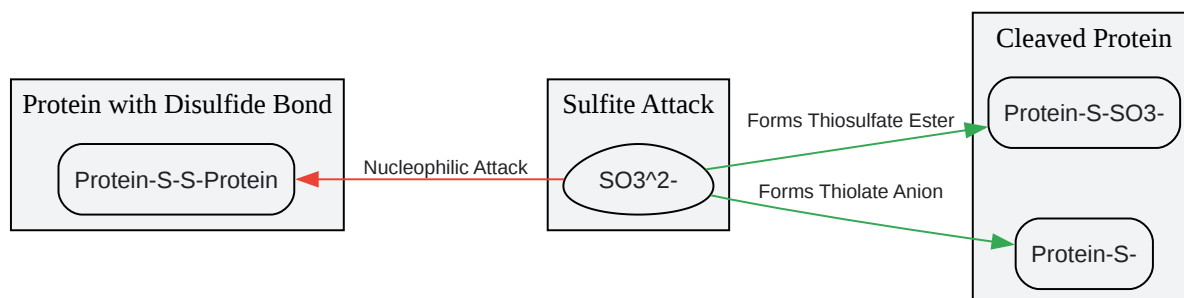 Protein with Disulfide Bond
Protein-S-S-Protein
Nucleophilic Attack
Sulfite Attack
SO3^2-
Forms Thiosulfate Ester
Forms Thiolate Anion
Cleaved Protein
Protein-S-SO3-
Protein-S-